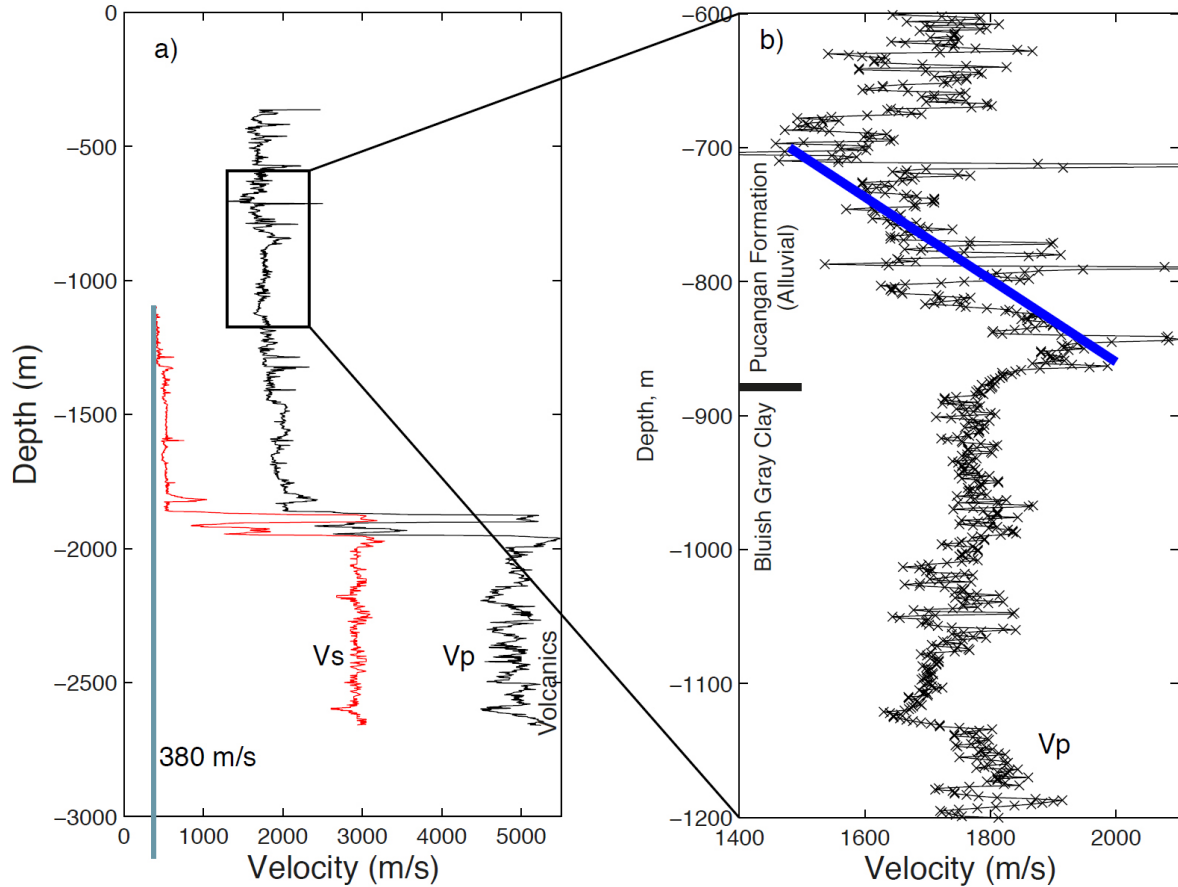 a)
0
−500
−1000
−1500
−2000
−2500
−3000
Depth (m)
Vs
Vp
Volcanics
380 m/s
0
1000
2000
3000
4000
5000
Velocity (m/s)
b)
−600
−700
−800
−900
−1000
−1100
−1200
Depth, m
Pucangan Formation
(Alluvial)
Bluish Gray Clay
Vp
1400
1600
1800
2000
Velocity (m/s)